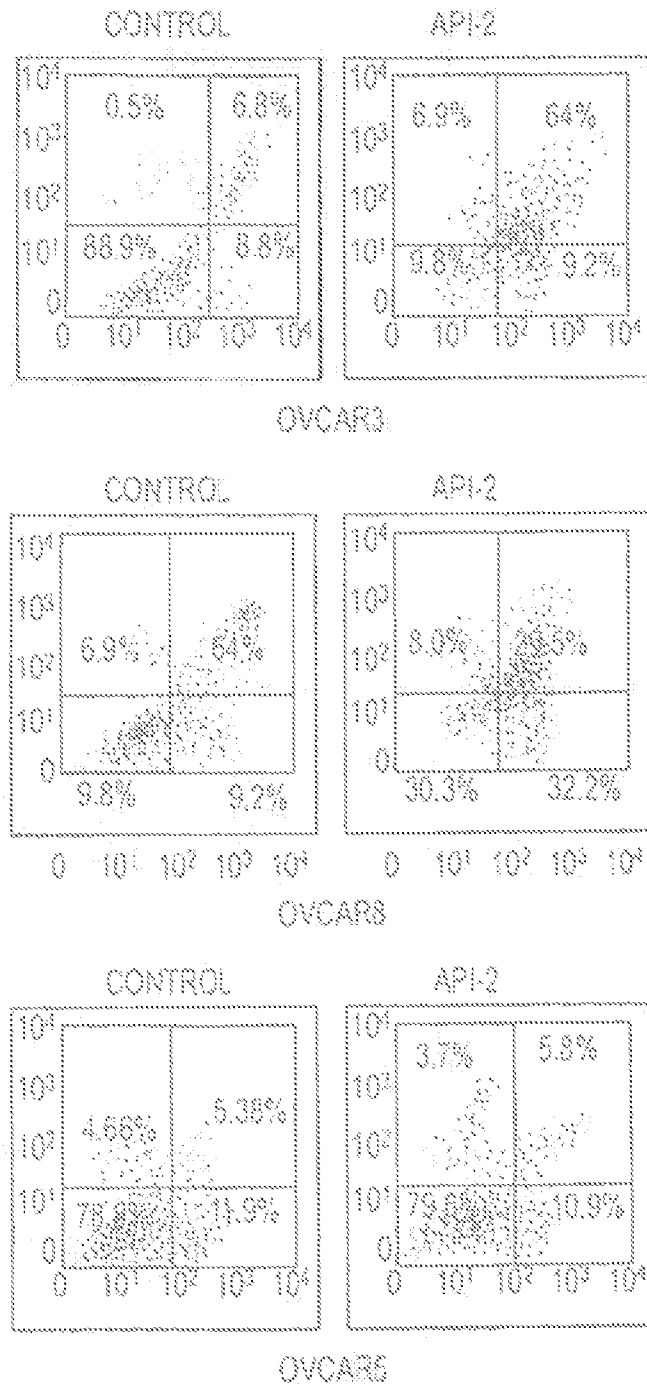 CONTROL API-2
10⁴ 10⁴
0.5% 6.8% 6.9% 64%
10³ 10³
10² 10²
88.9% 8.8%
10¹ 10¹
9.8% 9.2%
0 0
0 10¹ 10² 10³ 10⁴ 0 10¹ 10² 10³ 10⁴
OVCAR3
CONTROL API-2
10⁴ 10⁴
10³ 10³
6.9% 64% 8.0%
10² 10²
10¹ 10¹
0 0
9.8% 9.2% 30.3% 32.2%
0 10¹ 10² 10³ 10⁴ 0 10¹ 10² 10³ 10⁴
OVCAR8
CONTROL API-2
10⁴ 10⁴
3.7% 5.8%
10³ 10³
4.66% 5.38%
10² 10²
10¹ 10¹
11.9% 79.6% 10.9%
0 0
0 10¹ 10² 10³ 10⁴ 0 10¹ 10² 10³ 10⁴
OVCAR5